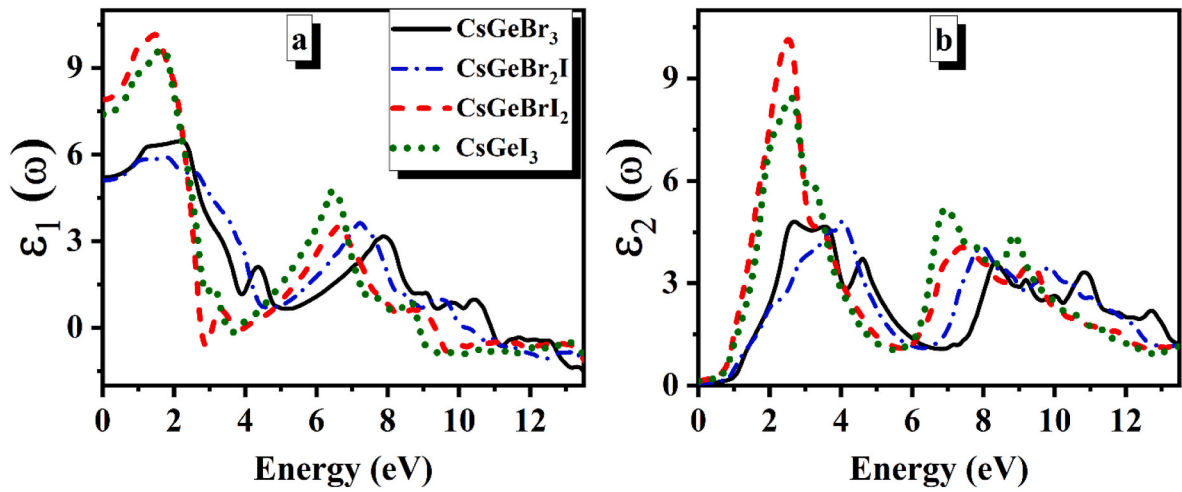 a
CsGeBr₃
CsGeBr₂I
CsGeBrI₂
CsGeI₃
ε₁ (ω)
9
6
3
0
0 2 4 6 8 10 12
Energy (eV)
b
ε₂ (ω)
9
6
3
0
0 2 4 6 8 10 12
Energy (eV)